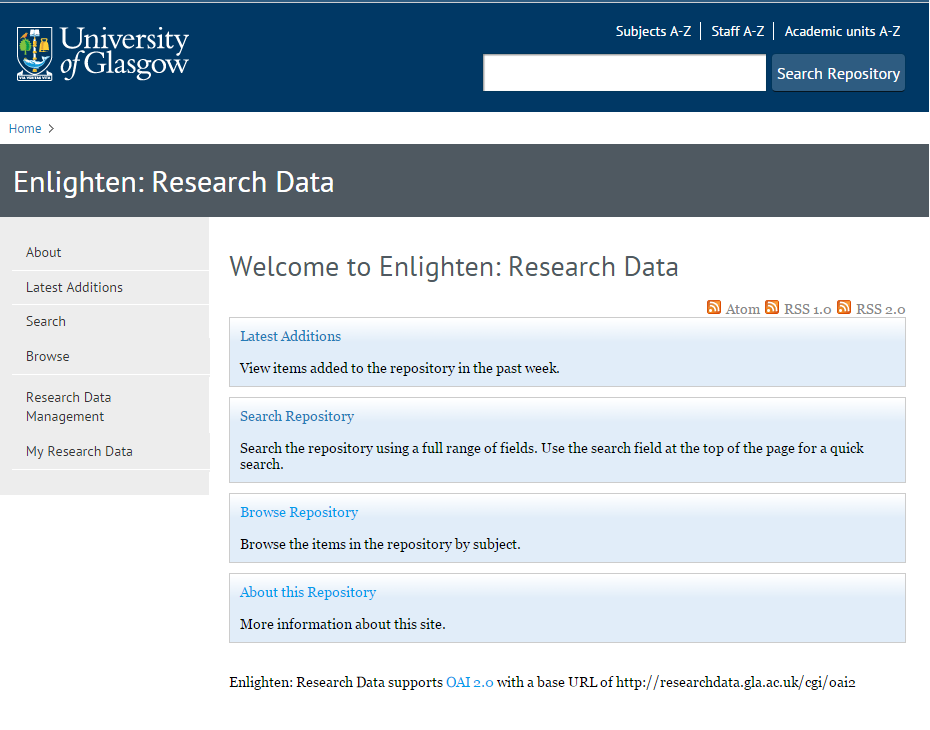 University
of Glasgow
Subjects A-Z
Staff A-Z
Academic units A-Z
Search Repository
Home >
Enlighten: Research Data
About
Latest Additions
Search
Browse
Research Data
Management
My Research Data
Welcome to Enlighten: Research Data
Atom RSS 1.0 RSS 2.0
Latest Additions
View items added to the repository in the past week.
Search Repository
Search the repository using a full range of fields. Use the search field at the top of the page for a quick
search.
Browse Repository
Browse the items in the repository by subject.
About this Repository
More information about this site.
Enlighten: Research Data supports OAI 2.0 with a base URL of http://researchdata.gla.ac.uk/cgi/oai2